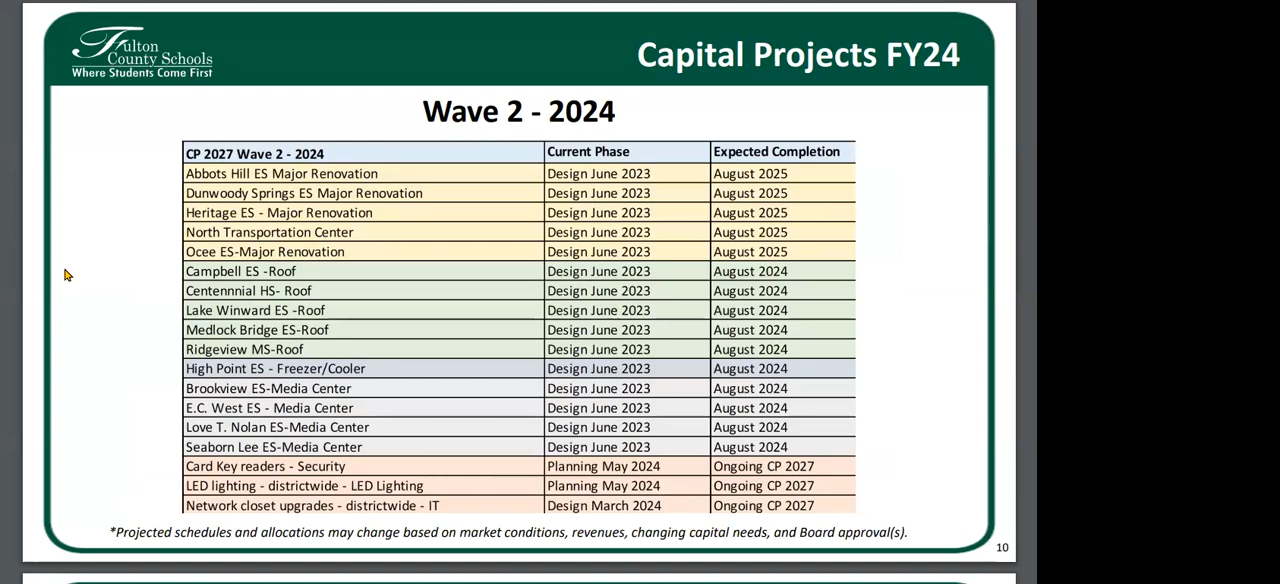 Fulton
County Schools
Where Students Come First
Capital Projects FY24
Wave 2 - 2024
CP 2027 Wave 2 - 2024 Current Phase Expected Completion
Abbots Hill ES Major Renovation Design June 2023 August 2025
Dunwoody Springs ES Major Renovation Design June 2023 August 2025
Heritage ES - Major Renovation Design June 2023 August 2025
North Transportation Center Design June 2023 August 2025
Ocee ES-Major Renovation Design June 2023 August 2025
Campbell ES -Roof Design June 2023 August 2024
Centennnial HS- Roof Design June 2023 August 2024
Lake Winward ES -Roof Design June 2023 August 2024
Medlock Bridge ES-Roof Design June 2023 August 2024
Ridgeview MS-Roof Design June 2023 August 2024
High Point ES - Freezer/Cooler Design June 2023 August 2024
Brookview ES-Media Center Design June 2023 August 2024
E.C. West ES - Media Center Design June 2023 August 2024
Love T. Nolan ES-Media Center Design June 2023 August 2024
Seaborn Lee ES-Media Center Design June 2023 August 2024
Card Key readers - Security Planning May 2024 Ongoing CP 2027
LED lighting - districtwide - LED Lighting Planning May 2024 Ongoing CP 2027
Network closet upgrades - districtwide - IT Design March 2024 Ongoing CP 2027
*Projected schedules and allocations may change based on market conditions, revenues, changing capital needs, and Board approval(s).
10